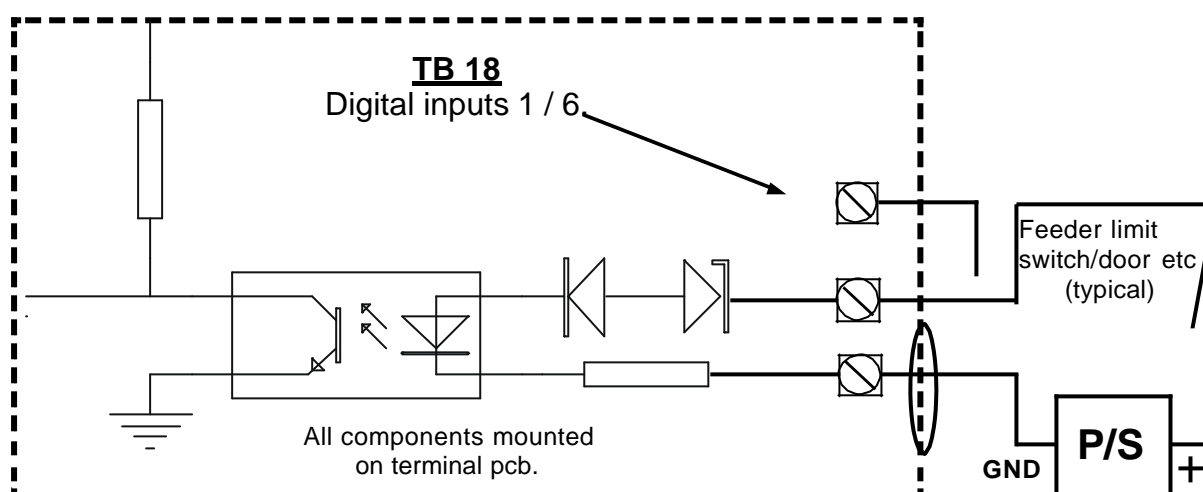 TB 18
Digital inputs 1 / 6
Feeder limit
switch/door etc
(typical)
All components mounted
on terminal pcb.
GND
P/S
+